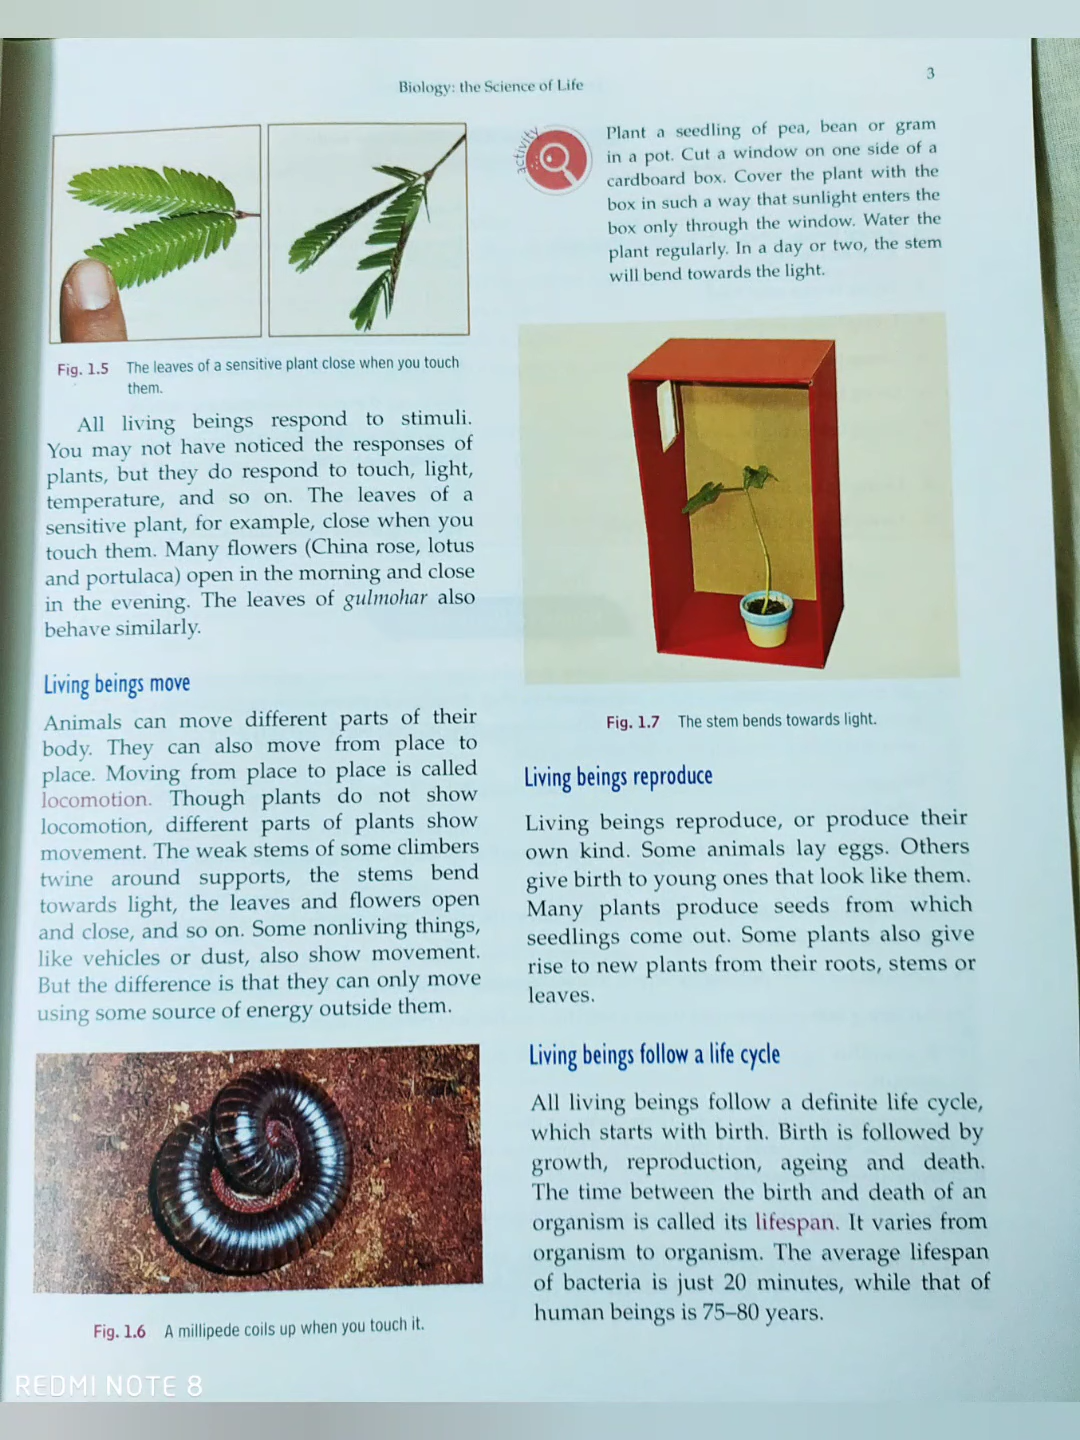 Biology: the Science of Life
3
Fig. 1.5 The leaves of a sensitive plant close when you touch
them.
All living beings respond to stimuli.
You may not have noticed the responses of
plants, but they do respond to touch, light,
temperature, and so on. The leaves of a
sensitive plant, for example, close when you
touch them. Many flowers (China rose, lotus
and portulaca) open in the morning and close
in the evening. The leaves of gulmohar also
behave similarly.
Living beings move
Animals can move different parts of their
body. They can also move from place to
place. Moving from place to place is called
locomotion. Though plants do not show
locomotion, different parts of plants show
movement. The weak stems of some climbers
twine around supports, the stems bend
towards light, the leaves and flowers open
and close, and so on. Some nonliving things,
like vehicles or dust, also show movement.
But the difference is that they can only move
using some source of energy outside them.
Fig. 1.6 A millipede coils up when you touch it.
activity
Plant a seedling of pea, bean or gram
in a pot. Cut a window on one side of a
cardboard box. Cover the plant with the
box in such a way that sunlight enters the
box only through the window. Water the
plant regularly. In a day or two, the stem
will bend towards the light.
Fig. 1.7 The stem bends towards light.
Living beings reproduce
Living beings reproduce, or produce their
own kind. Some animals lay eggs. Others
give birth to young ones that look like them.
Many plants produce seeds from which
seedlings come out. Some plants also give
rise to new plants from their roots, stems or
leaves.
Living beings follow a life cycle
All living beings follow a definite life cycle,
which starts with birth. Birth is followed by
growth, reproduction, ageing and death.
The time between the birth and death of an
organism is called its lifespan. It varies from
organism to organism. The average lifespan
of bacteria is just 20 minutes, while that of
human beings is 75–80 years.
REDMI NOTE 8